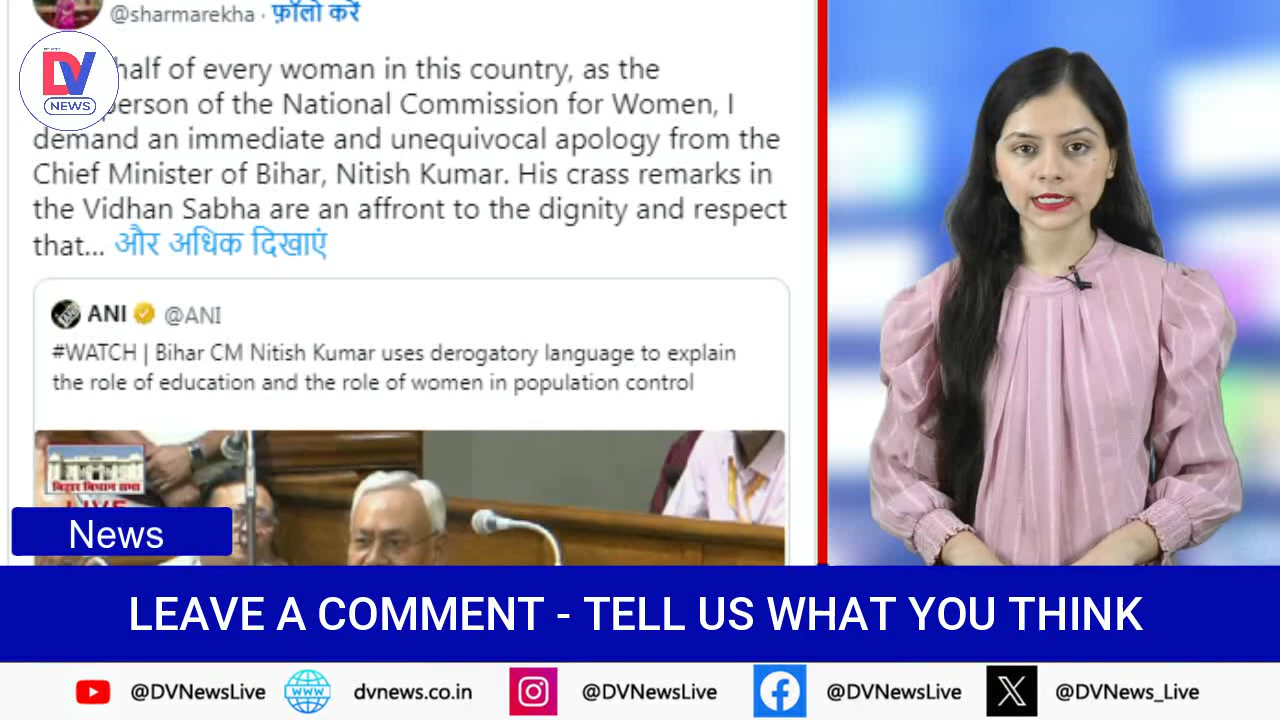 @sharmarekha · फ़ॉलो करें
half of every woman in this country, as the
person of the National Commission for Women, I
demand an immediate and unequivocal apology from the
Chief Minister of Bihar, Nitish Kumar. His crass remarks in
the Vidhan Sabha are an affront to the dignity and respect
that... और अधिक दिखाएं
DV
NEWS
ANI @ANI
#WATCH | Bihar CM Nitish Kumar uses derogatory language to explain
the role of education and the role of women in population control
बिहार विधान सभा
LIVE
News
LEAVE A COMMENT - TELL US WHAT YOU THINK
@DVNewsLive
www
dvnews.co.in
@DVNewsLive
@DVNewsLive
@DVNews_Live